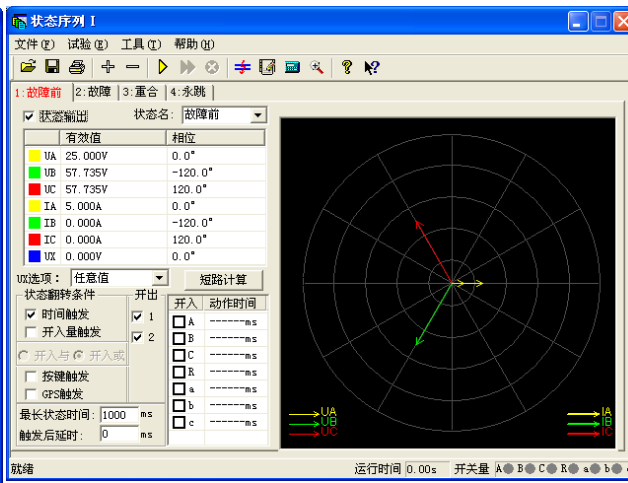 状态序列 I
文件(F) 试验(E) 工具(T) 帮助(H)
1:故障前 2:故障 3:重合 4:永跳
状态输出 状态名: 故障前
有效值 相位
UA 25.000V 0.0°
UB 57.735V -120.0°
UC 57.735V 120.0°
IA 5.000A 0.0°
IB 0.000A -120.0°
IC 0.000A 120.0°
UX 0.000V 0.0°
UX选项: 任意值 短路计算
状态翻转条件 开出 开入 动作时间
时间触发 1 A ------ms
开入量触发 2 B ------ms
开入与 开入或 C ------ms
R ------ms
按键触发 a ------ms
GPS触发 b ------ms
最长状态时间: 1000 ms c ------ms
触发后延时: 0 ms
UA IA
UB IB
UC IC
就绪 运行时间 0.00s 开关量 A B C R a b